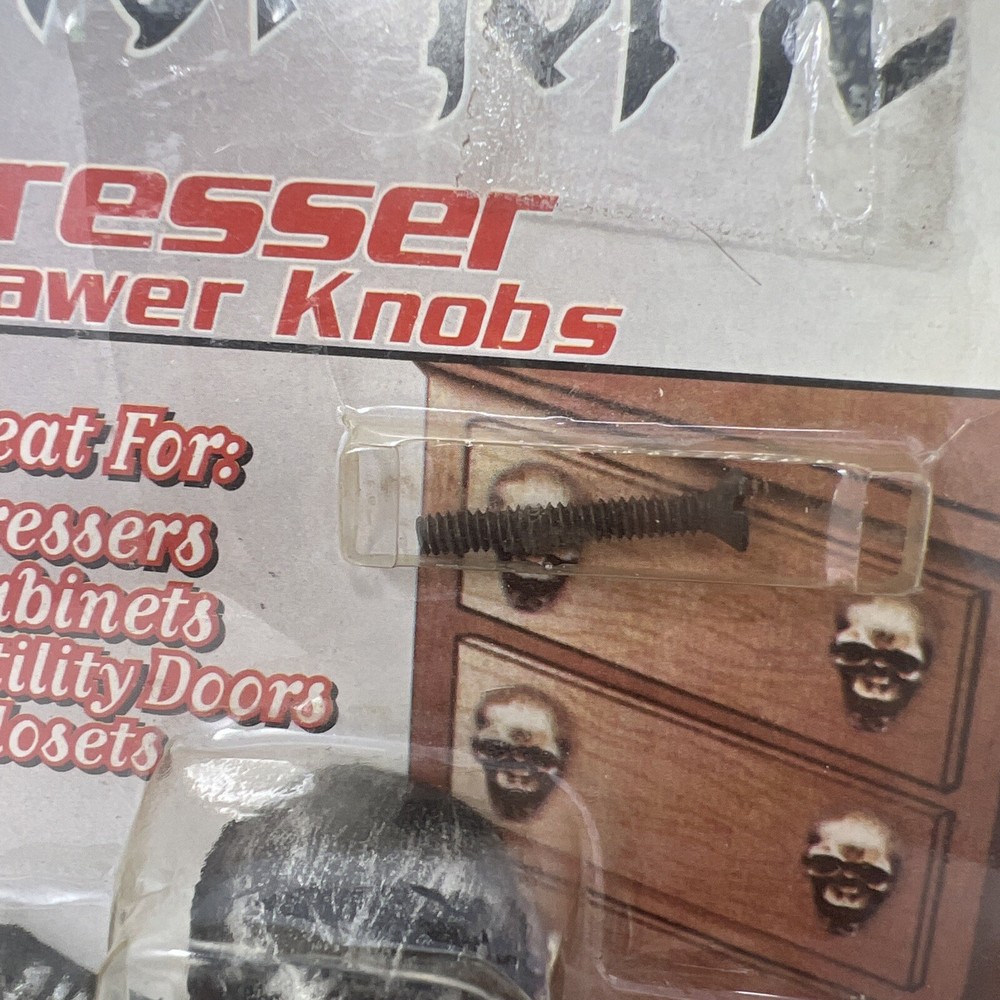 resser
awer Knobs
eat For:
ressers
abinets
tility Doors
losets